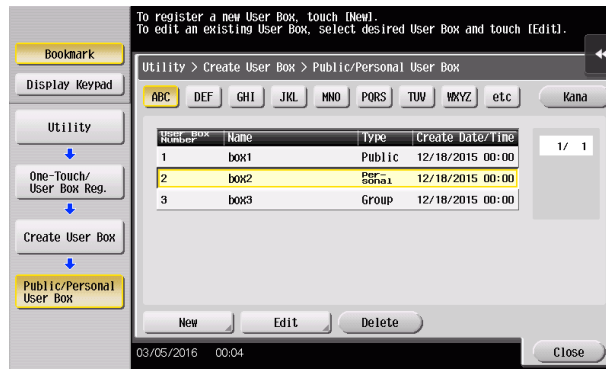 To register a new User Box, touch [New].
To edit an existing User Box, select desired User Box and touch [Edit].
Bookmark
Display Keypad
Utility
One-Touch/
User Box Reg.
Create User Box
Public/Personal
User Box
Utility > Create User Box > Public/Personal User Box
ABC DEF GHI JKL MNO PQRS TUV WXYZ etc Kana
User Box
Number Name Type Create Date/Time
1 box1 Public 12/18/2015 00:00
2 box2 Per-
sonal 12/18/2015 00:00
3 box3 Group 12/18/2015 00:00
1/ 1
New Edit Delete
03/05/2016 00:04
Close